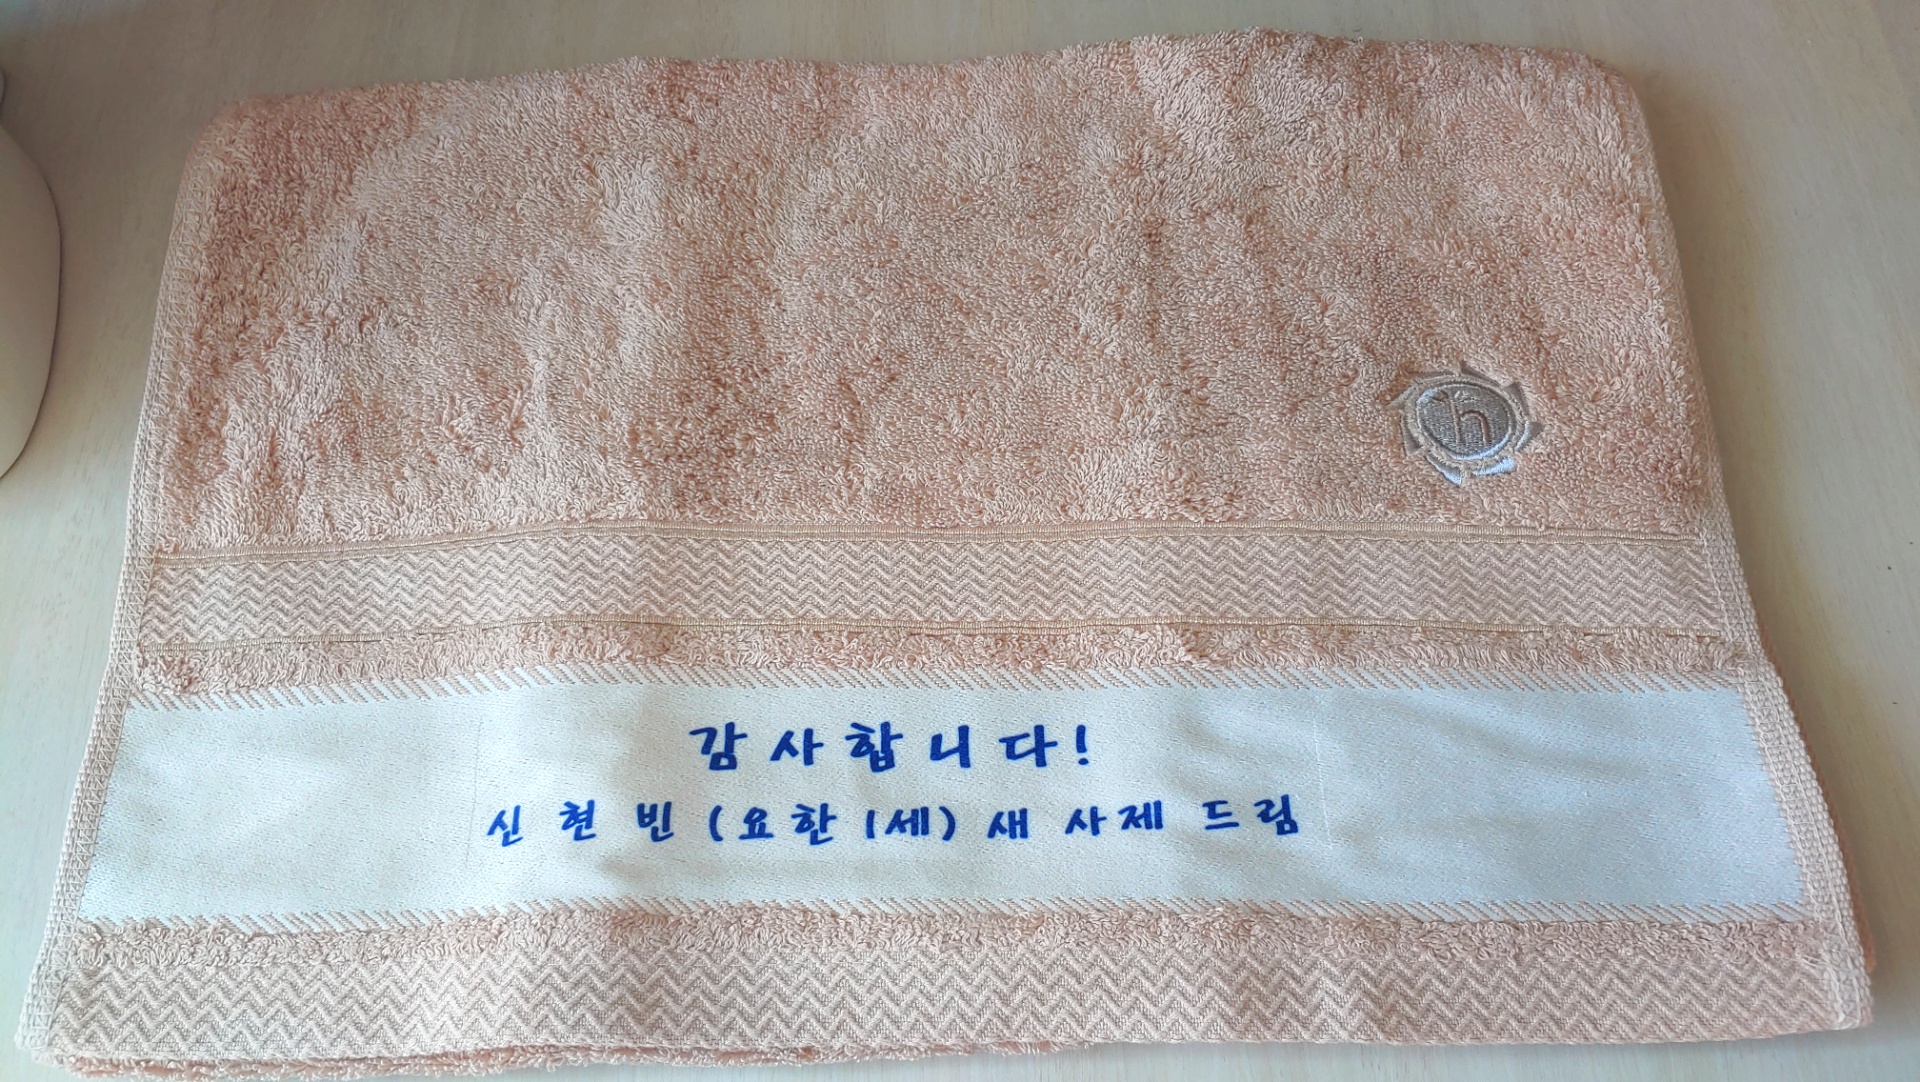 h
감사합니다!
신현빈(요한1세) 새 사제 드림